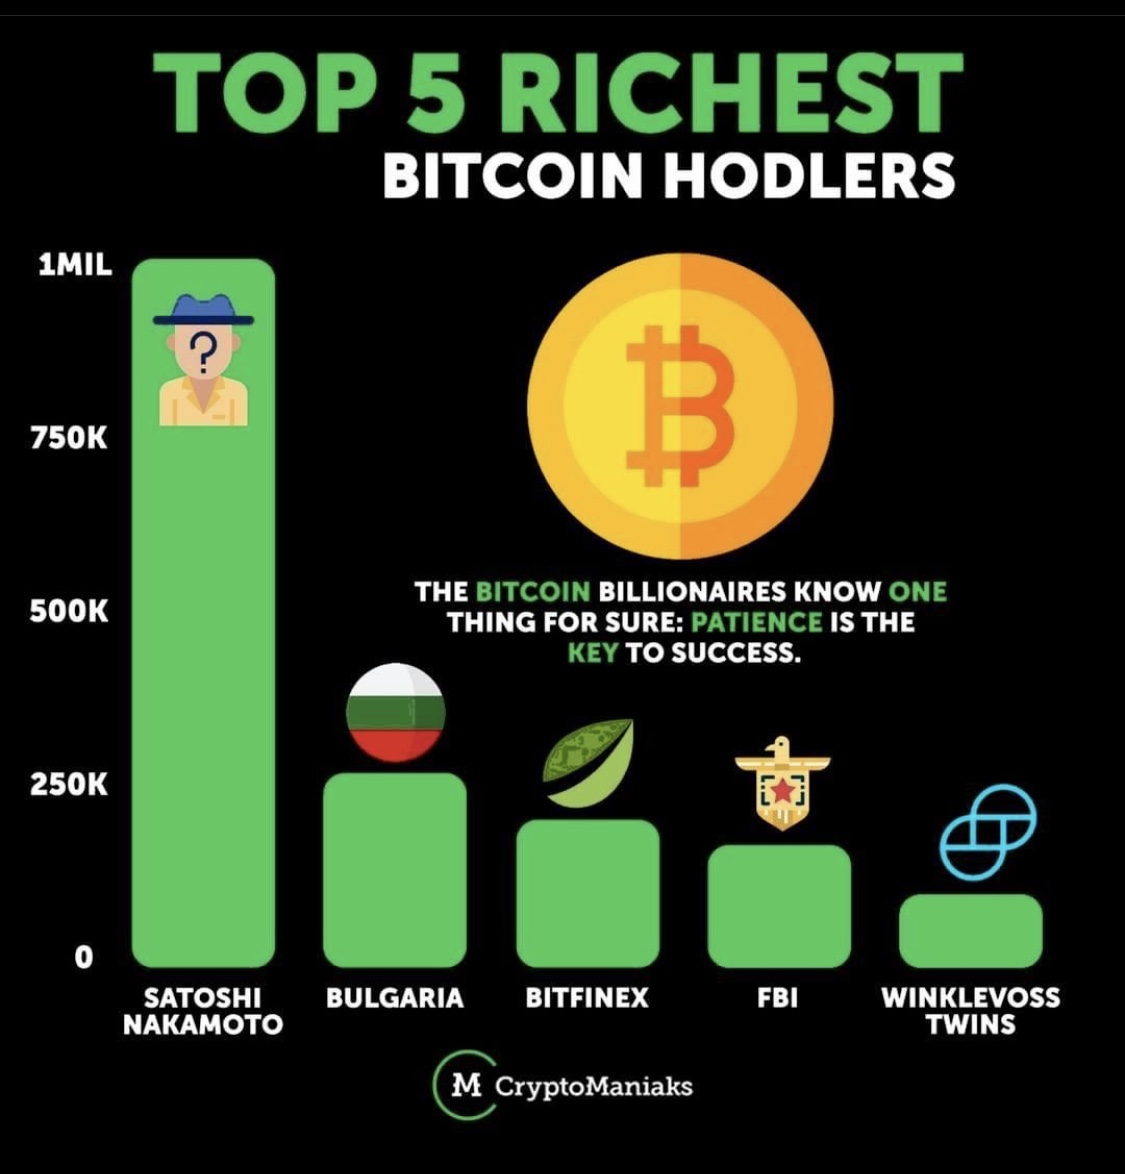 TOP 5 RICHEST
BITCOIN HODLERS
1MIL
?
750K
THE BITCOIN BILLIONAIRES KNOW ONE
THING FOR SURE: PATIENCE IS THE
KEY TO SUCCESS.
500K
250K
0
SATOSHI
NAKAMOTO
BULGARIA
BITFINEX
FBI
WINKLEVOSS
TWINS
M CryptoManiaks